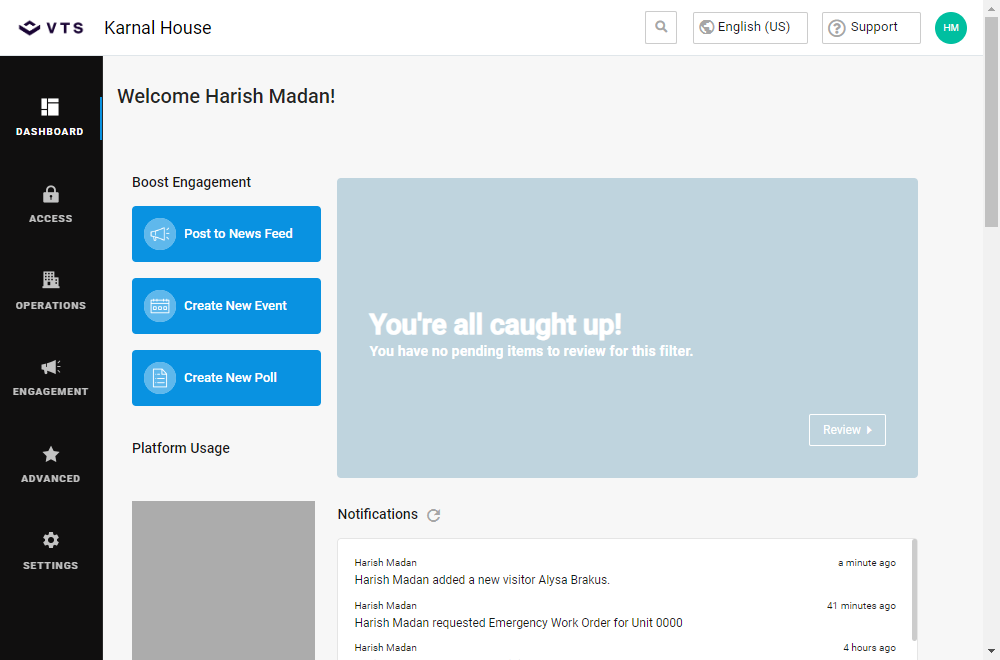 VTS
Karnal House
English (US)
Support
HM
DASHBOARD
ACCESS
OPERATIONS
ENGAGEMENT
ADVANCED
SETTINGS
Welcome Harish Madan!
Boost Engagement
Post to News Feed
Create New Event
Create New Poll
You're all caught up!
You have no pending items to review for this filter.
Review
Platform Usage
Notifications
Harish Madan a minute ago
Harish Madan added a new visitor Alysa Brakus.
Harish Madan 41 minutes ago
Harish Madan requested Emergency Work Order for Unit 0000
Harish Madan 4 hours ago